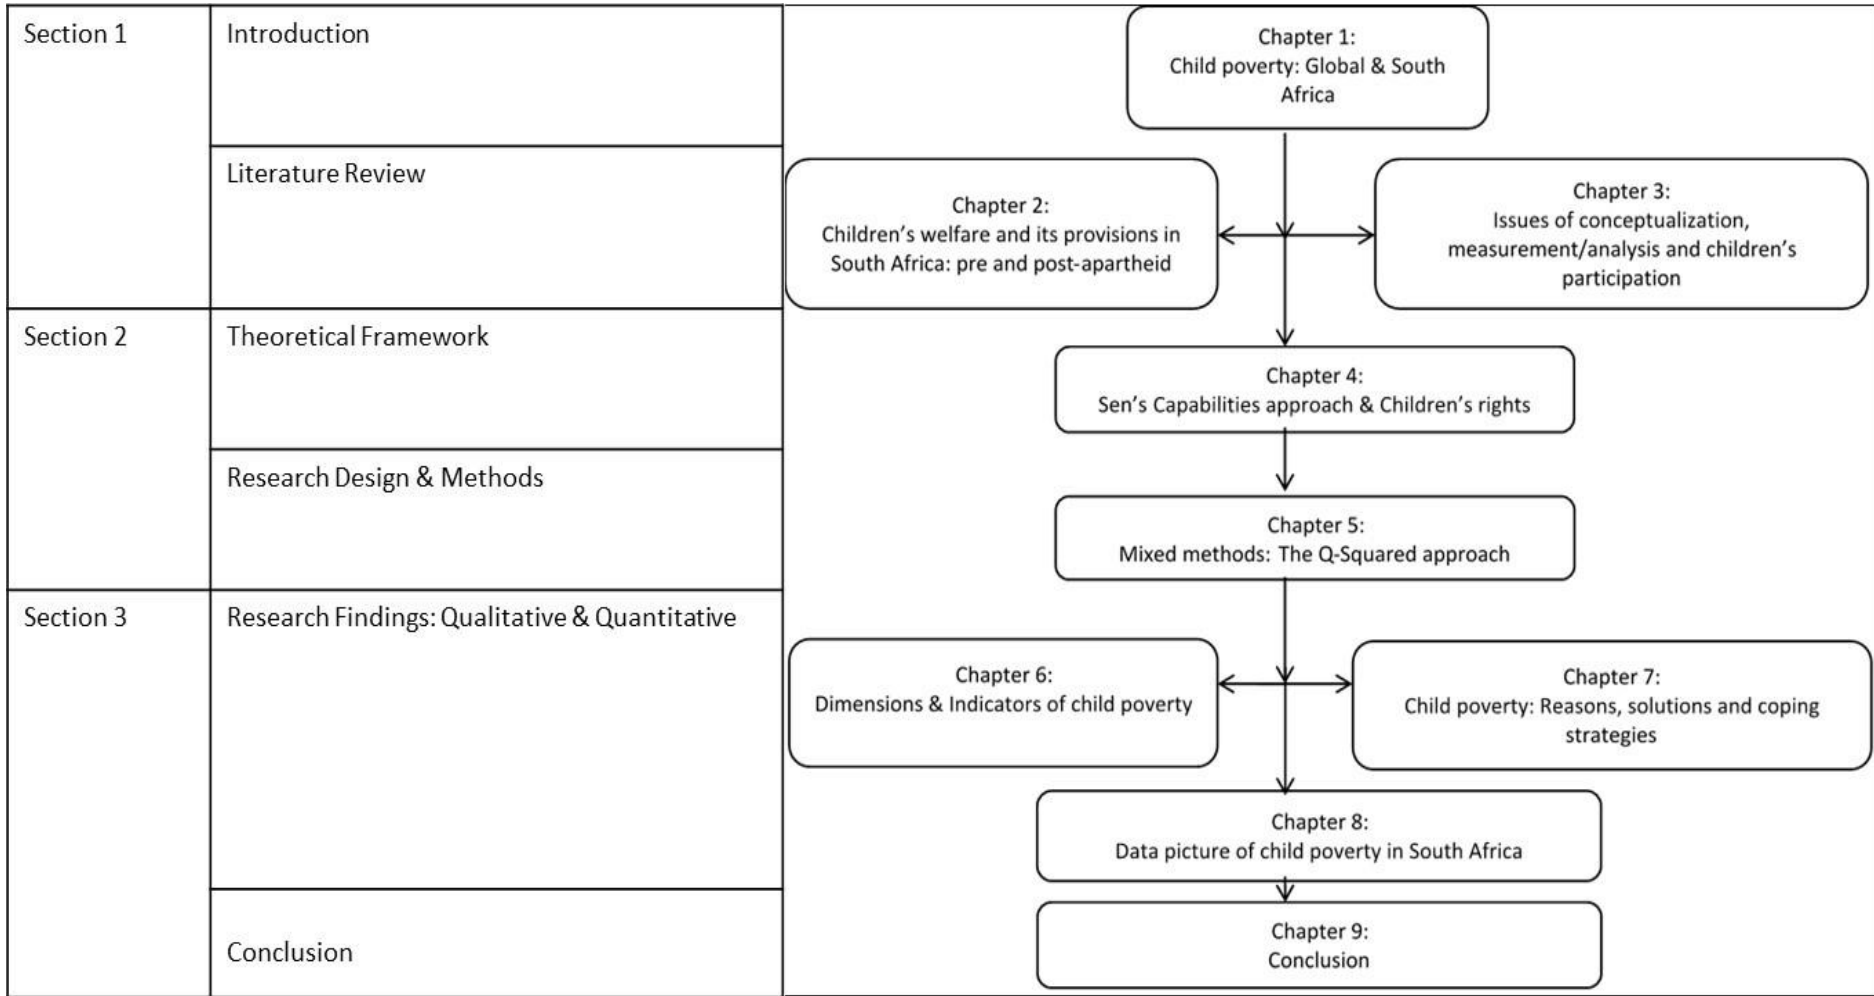 Section 1
Introduction
Chapter 1:
Child poverty: Global & South
Africa
Literature Review
Chapter 2:
Children’s welfare and its provisions in
South Africa: pre and post-apartheid
Chapter 3:
Issues of conceptualization,
measurement/analysis and children’s
participation
Section 2
Theoretical Framework
Chapter 4:
Sen’s Capabilities approach & Children’s rights
Research Design & Methods
Chapter 5:
Mixed methods: The Q-Squared approach
Section 3
Research Findings: Qualitative & Quantitative
Chapter 6:
Dimensions & Indicators of child poverty
Chapter 7:
Child poverty: Reasons, solutions and coping
strategies
Chapter 8:
Data picture of child poverty in South Africa
Conclusion
Chapter 9:
Conclusion